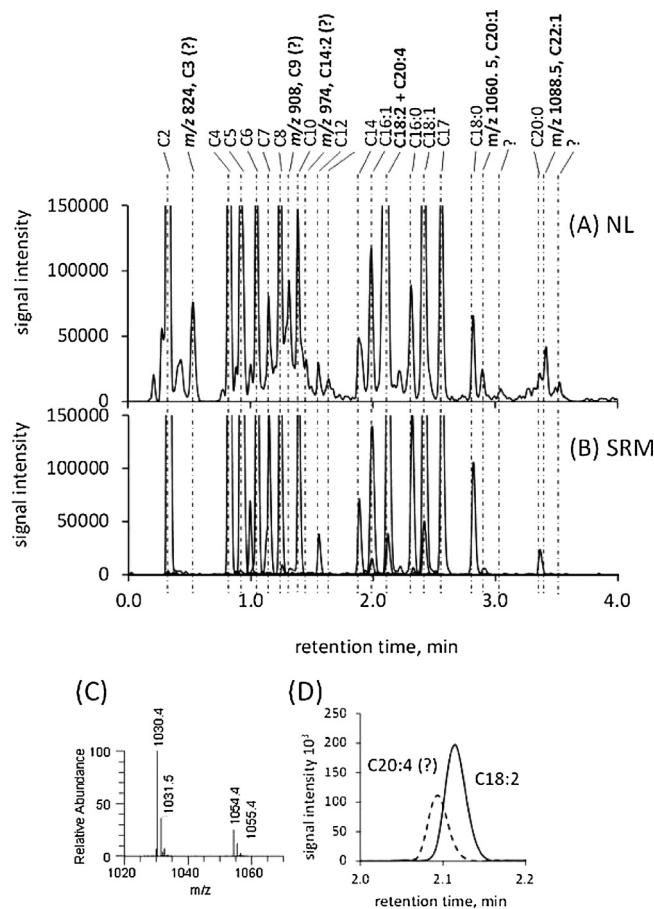 C2
m/z 824, C3 (?)
C4
C5
C6
C7
C8
m/z 908, C9 (?)
C10
m/z 974, C14:2 (?)
C12
C14
C16:1
C18:2 + C20:4
C16:0
C18:1
C17
C18:0
m/z 1060. 5, C20:1
?
C20:0
m/z 1088.5, C22:1
?
(A) NL
signal intensity
150000
100000
50000
0
(B) SRM
signal intensity
150000
100000
50000
0
0.0 1.0 2.0 3.0 4.0
retention time, min
(C)
Relative Abundance
100
50
0
1030.4
1031.5
1054.4
1055.4
1020 1040 1060
m/z
(D)
signal intensity 10³
250
200
150
100
50
0
C20:4 (?)
C18:2
2.0 2.1 2.2
retention time, min